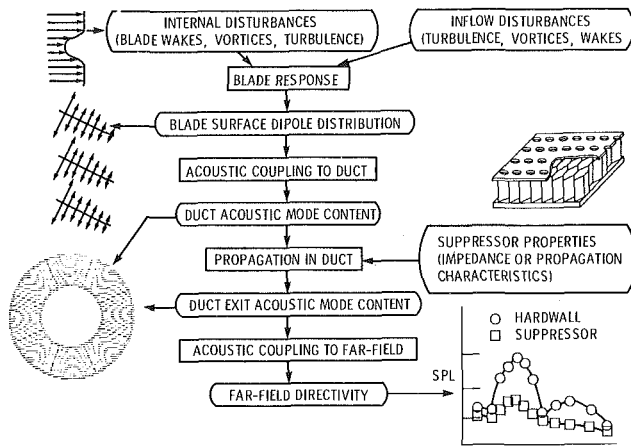 INTERNAL DISTURBANCES
(BLADE WAKES, VORTICES, TURBULENCE)
INFLOW DISTURBANCES
(TURBULENCE, VORTICES, WAKES
BLADE RESPONSE
BLADE SURFACE DIPOLE DISTRIBUTION
ACOUSTIC COUPLING TO DUCT
DUCT ACOUSTIC MODE CONTENT
PROPAGATION IN DUCT
SUPPRESSOR PROPERTIES
(IMPEDANCE OR PROPAGATION
CHARACTERISTICS)
DUCT EXIT ACOUSTIC MODE CONTENT
ACOUSTIC COUPLING TO FAR-FIELD
FAR-FIELD DIRECTIVITY
HARDWALL
SUPPRESSOR
SPL